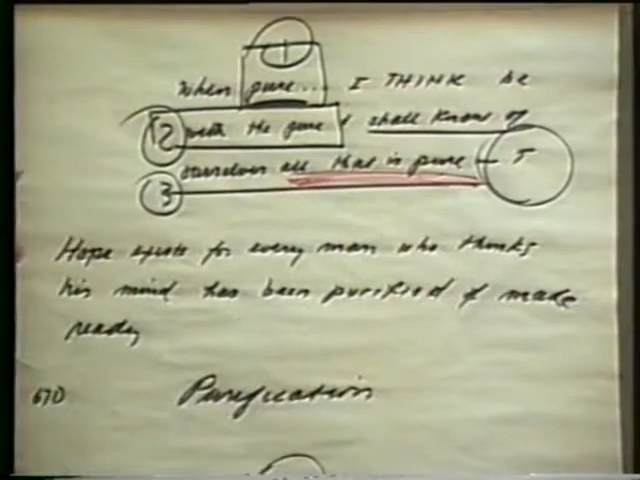 1
when pure... I THINK be
2 with the pure & shall know of
ourselves all that is pure — T
3
Hope exists for every man who thinks
his mind has been purified & made
ready
67D Purification